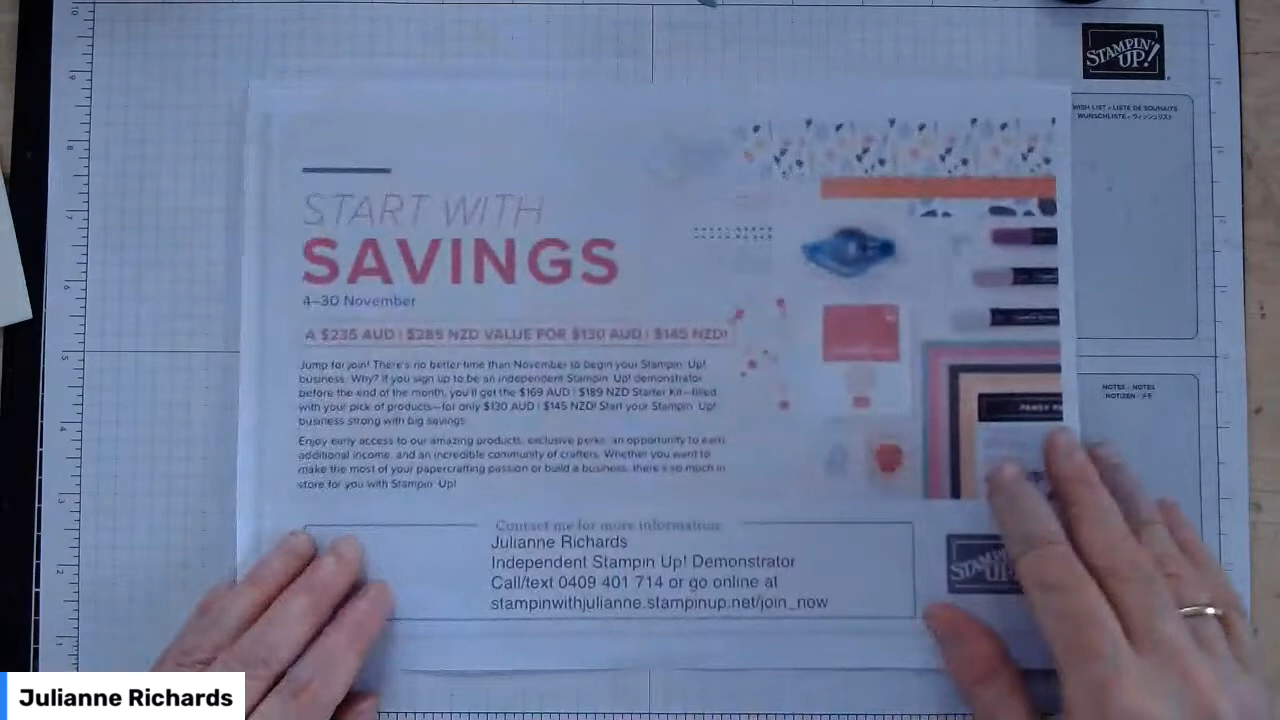 STAMPIN' UP!
WISH LIST • LISTE DE SOUHAITS
WUNSCHLISTE • ウィッシュリスト
START WITH
SAVINGS
4–30 November
A $235 AUD | $285 NZD VALUE FOR $130 AUD | $145 NZD!
Jump for join! There's no better time than November to begin your Stampin' Up!
business. Why? If you sign up to be an independent Stampin' Up! demonstrator
before the end of the month, you'll get the $169 AUD | $189 NZD Starter Kit—filled
with your pick of products—for only $130 AUD | $145 NZD! Start your Stampin' Up!
business strong with big savings.
Enjoy early access to our amazing products, exclusive perks, an opportunity to earn
additional income, and an incredible community of crafters. Whether you want to
make the most of your papercrafting passion or build a business, there's so much in
store for you with Stampin' Up!
NOTES • NOTES
NOTIZEN • メモ
PANSY
Contact me for more information:
Julianne Richards
Independent Stampin Up! Demonstrator
Call/text 0409 401 714 or go online at
stampinwithjulianne.stampinup.net/join_now
STAMPIN' UP!
Julianne Richards